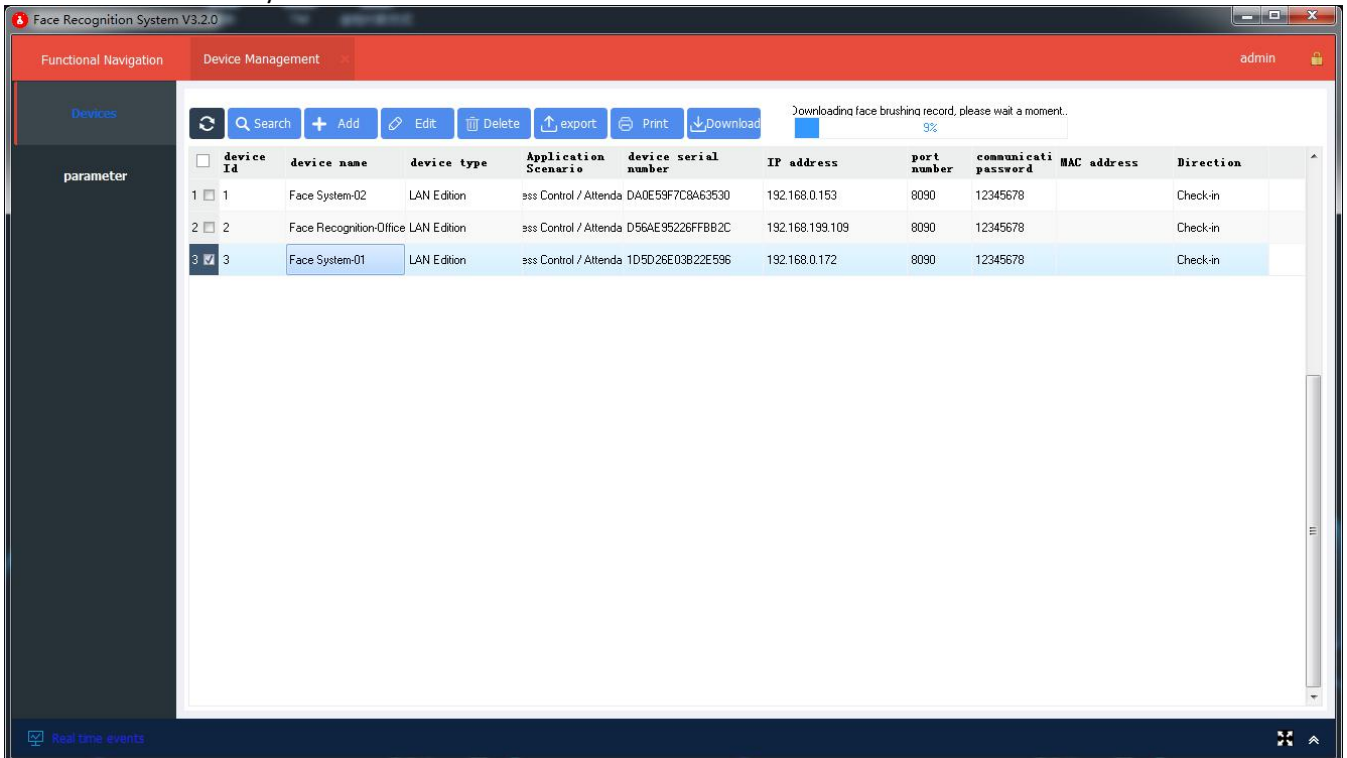 Face Recognition System V3.2.0
Functional Navigation Device Management × admin
Devices
parameter
Search Add Edit Delete export Print Download
Downloading face brushing record, please wait a moment..
9%
device Id device name device type Application Scenario device serial number IP address port number communicati password MAC address Direction
1 1 Face System-02 LAN Edition ess Control / Attenda DA0E59F7C8A63530 192.168.0.153 8090 12345678 Check-in
2 2 Face Recognition-Office LAN Edition ess Control / Attenda D56AE95226FFBB2C 192.168.199.109 8090 12345678 Check-in
3 3 Face System-01 LAN Edition ess Control / Attenda 1D5D26E03B22E596 192.168.0.172 8090 12345678 Check-in
Real time events